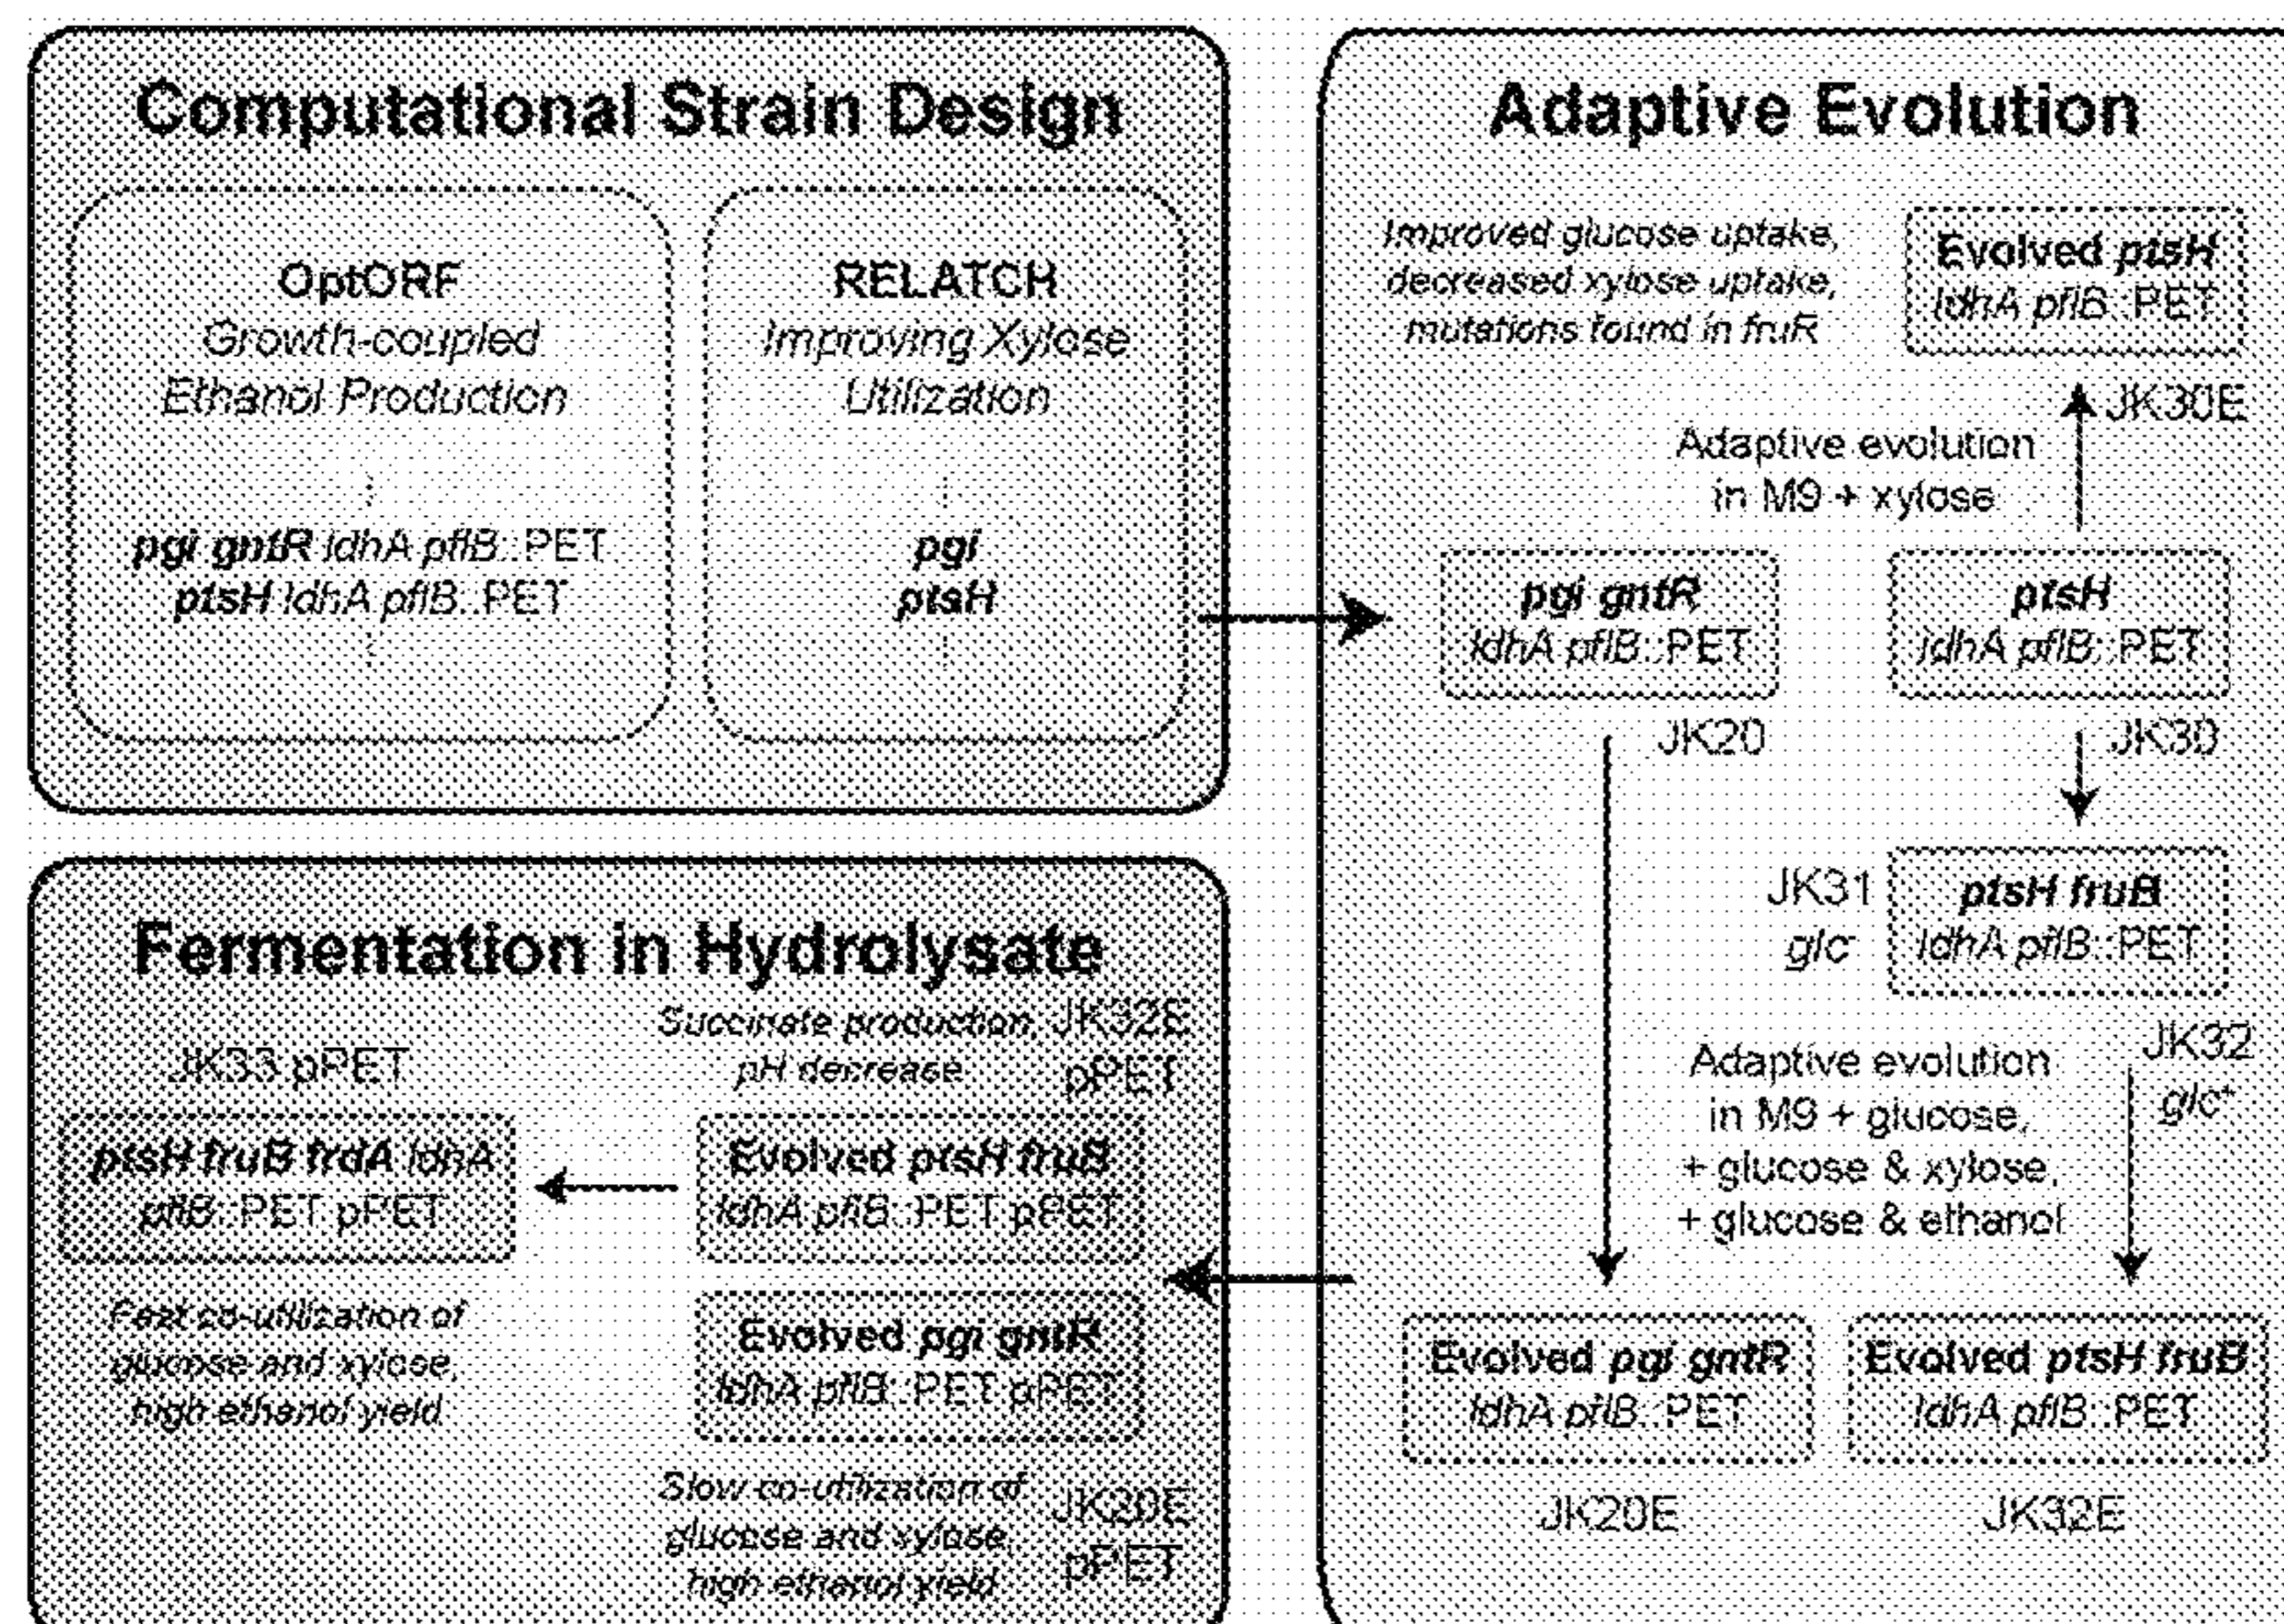 Computational Strain Design
OptORF
Growth-coupled
Ethanol Production
pgi gntR ldhA pflB::PET
ptsH ldhA pflB::PET
RELATCH
Improving Xylose
Utilization
pgi
ptsH
Adaptive Evolution
Improved glucose uptake,
decreased xylose uptake,
mutations found in fruR
Evolved ptsH
ldhA pflB::PET
JK30E
Adaptive evolution
in M9 + xylose
pgi gntR
ldhA pflB::PET
JK20
ptsH
ldhA pflB::PET
JK30
JK31
glc-
ptsH fruB
ldhA pflB::PET
JK32
glc+
Adaptive evolution
in M9 + glucose,
+ glucose & xylose,
+ glucose & ethanol
Evolved pgi gntR
ldhA pflB::PET
JK20E
Evolved ptsH fruB
ldhA pflB::PET
JK32E
Fermentation in Hydrolysate
Succinate production,
pH decrease
JK32E
pPET
JK33 pPET
ptsH fruB frdA ldhA
pflB::PET pPET
Evolved ptsH fruB
ldhA pflB::PET pPET
Fast co-utilization of
glucose and xylose,
high ethanol yield
Evolved pgi gntR
ldhA pflB::PET pPET
Slow co-utilization of
glucose and xylose,
high ethanol yield
JK20E
pPET